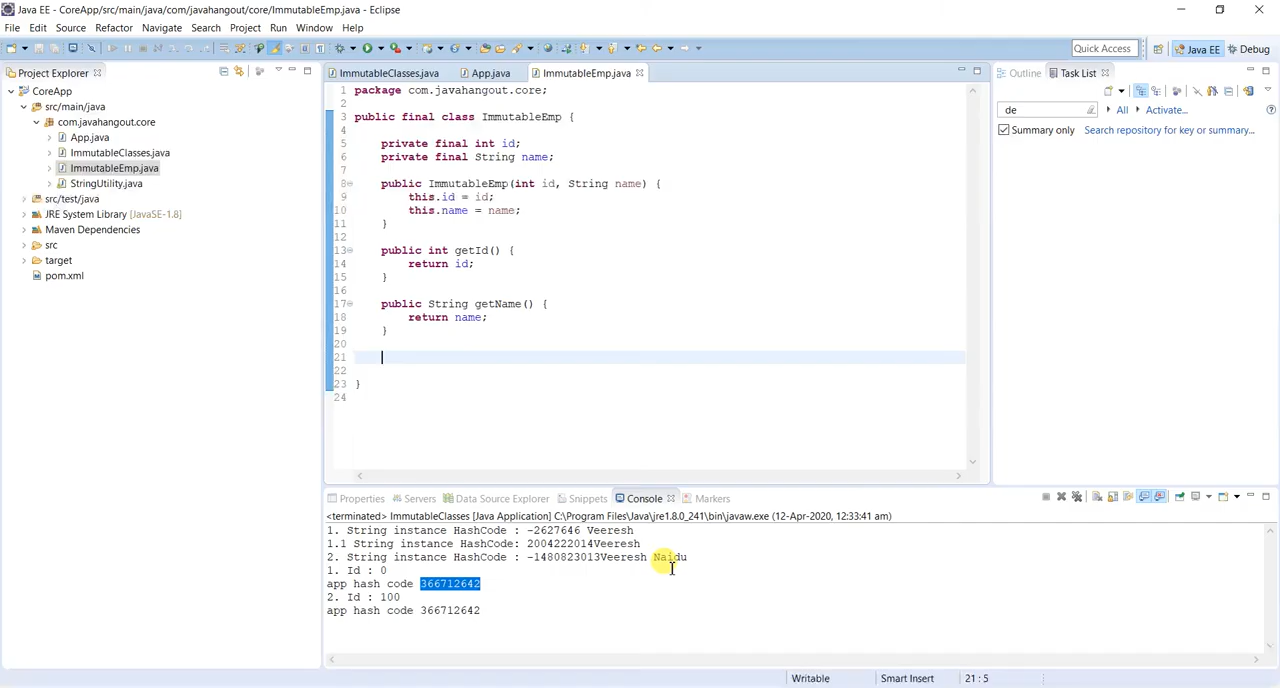 Java EE - CoreApp/src/main/java/com/javahangout/core/ImmutableEmp.java - Eclipse
File Edit Source Refactor Navigate Search Project Run Window Help
Quick Access Java EE Debug
Project Explorer
CoreApp
src/main/java
com.javahangout.core
App.java
ImmutableClasses.java
ImmutableEmp.java
StringUtility.java
src/test/java
JRE System Library [JavaSE-1.8]
Maven Dependencies
src
target
pom.xml
ImmutableClasses.java App.java ImmutableEmp.java
1 package com.javahangout.core;
2
3 public final class ImmutableEmp {
4
5 private final int id;
6 private final String name;
7
8 public ImmutableEmp(int id, String name) {
9 this.id = id;
10 this.name = name;
11 }
12
13 public int getId() {
14 return id;
15 }
16
17 public String getName() {
18 return name;
19 }
20
21
22
23 }
24
Outline Task List
de All Activate...
Summary only Search repository for key or summary...
Properties Servers Data Source Explorer Snippets Console Markers
<terminated> ImmutableClasses [Java Application] C:\Program Files\Java\jre1.8.0_241\bin\javaw.exe (12-Apr-2020, 12:33:41 am)
1. String instance HashCode : -2627646 Veeresh
1.1 String instance HashCode: 2004222014Veeresh
2. String instance HashCode : -1480823013Veeresh Naidu
1. Id : 0
app hash code 366712642
2. Id : 100
app hash code 366712642
Writable Smart Insert 21 : 5